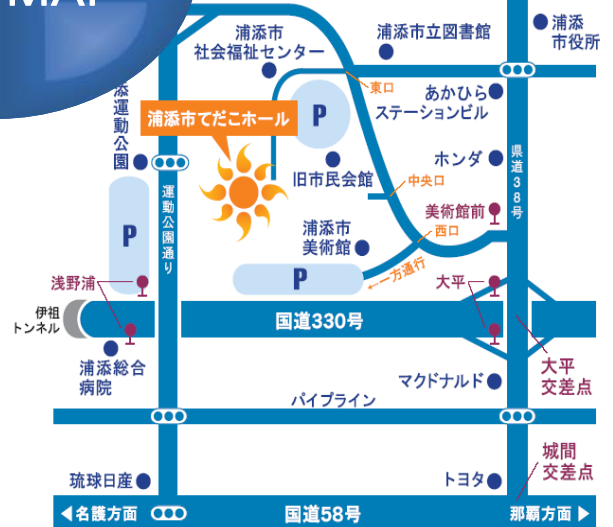 MAP
浦添
市役所
浦添市
社会福祉センター
浦添市立図書館
東口
あかひら
ステーションビル
添運動公園
浦添市てだこホール
P
旧市民会館
ホンダ
県道38号
中央口
美術館前
運動公園通り
P
浦添市
美術館
西口
←一方通行
P
浅野浦
大平
伊祖
トンネル
国道330号
浦添総合
病院
マクドナルド
大平
交差点
パイプライン
城間
交差点
琉球日産
トヨタ
◀名護方面
国道58号
那覇方面▶